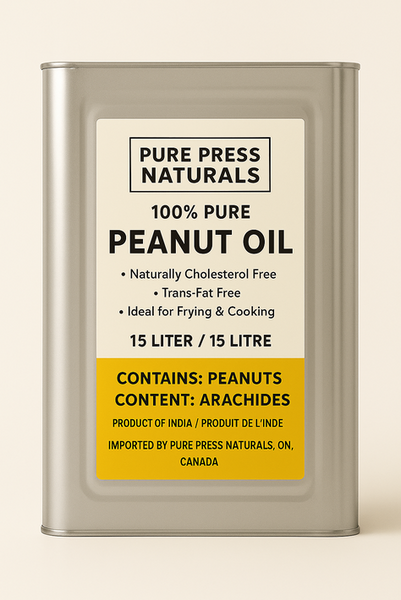 PURE PRESS
NATURALS
100% PURE
PEANUT OIL
• Naturally Cholesterol Free
• Trans-Fat Free
• Ideal for Frying & Cooking
15 LITER / 15 LITRE
CONTAINS: PEANUTS
CONTENT: ARACHIDES
PRODUCT OF INDIA / PRODUIT DE L'INDE
IMPORTED BY PURE PRESS NATURALS, ON,
CANADA